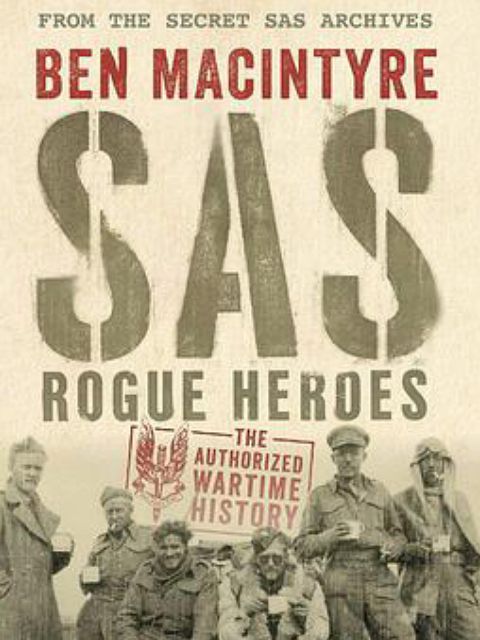 FROM THE SECRET SAS ARCHIVES
BEN MACINTYRE
SAS
ROGUE HEROES
THE
AUTHORIZED
WARTIME
HISTORY